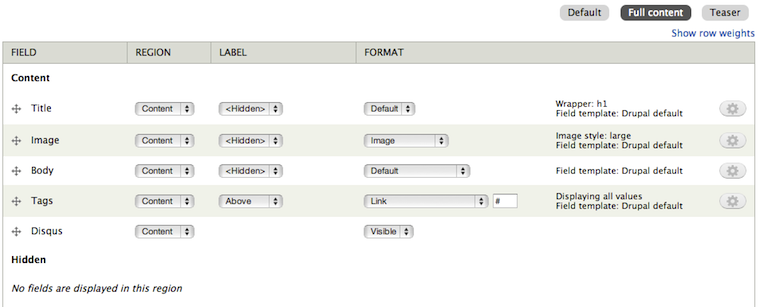 Default Full content Teaser
Show row weights
FIELD REGION LABEL FORMAT
Content
Title Content <Hidden> Default Wrapper: h1
Field template: Drupal default
Image Content <Hidden> Image Image style: large
Field template: Drupal default
Body Content <Hidden> Default Field template: Drupal default
Tags Content Above Link # Displaying all values
Field template: Drupal default
Disqus Content Visible
Hidden
No fields are displayed in this region